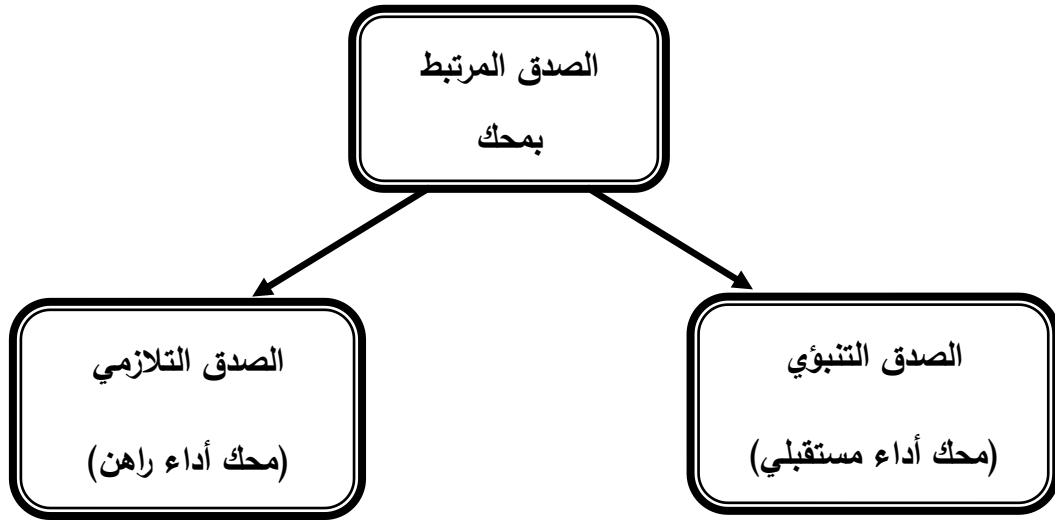 الصدق المرتبط
بمحك
الصدق التنبؤي
(محك أداء مستقبلي)
الصدق التلازمي
(محك أداء راهن)